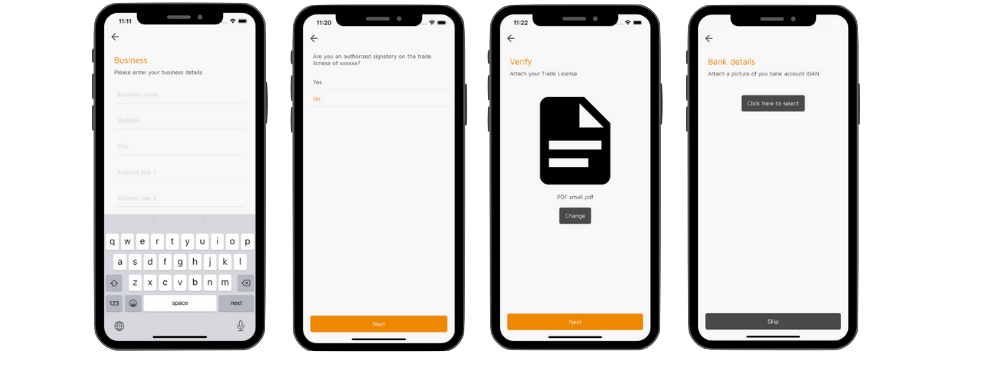 11:11
Business
Please enter your business details
Business name
Website
City
Address line 1
Address line 2
q w e r t y u i o p
a s d f g h j k l
z x c v b n m
123 space next
11:20
Are you an authorded signatory on the trade
licnese of xxxxxx?
Yes
No
Next
11:22
Verify
Attach your Trade License
PDF small.pdf
Change
Next
Bank details
Attach a picture of you bank account IBAN
Click here to select
Skip